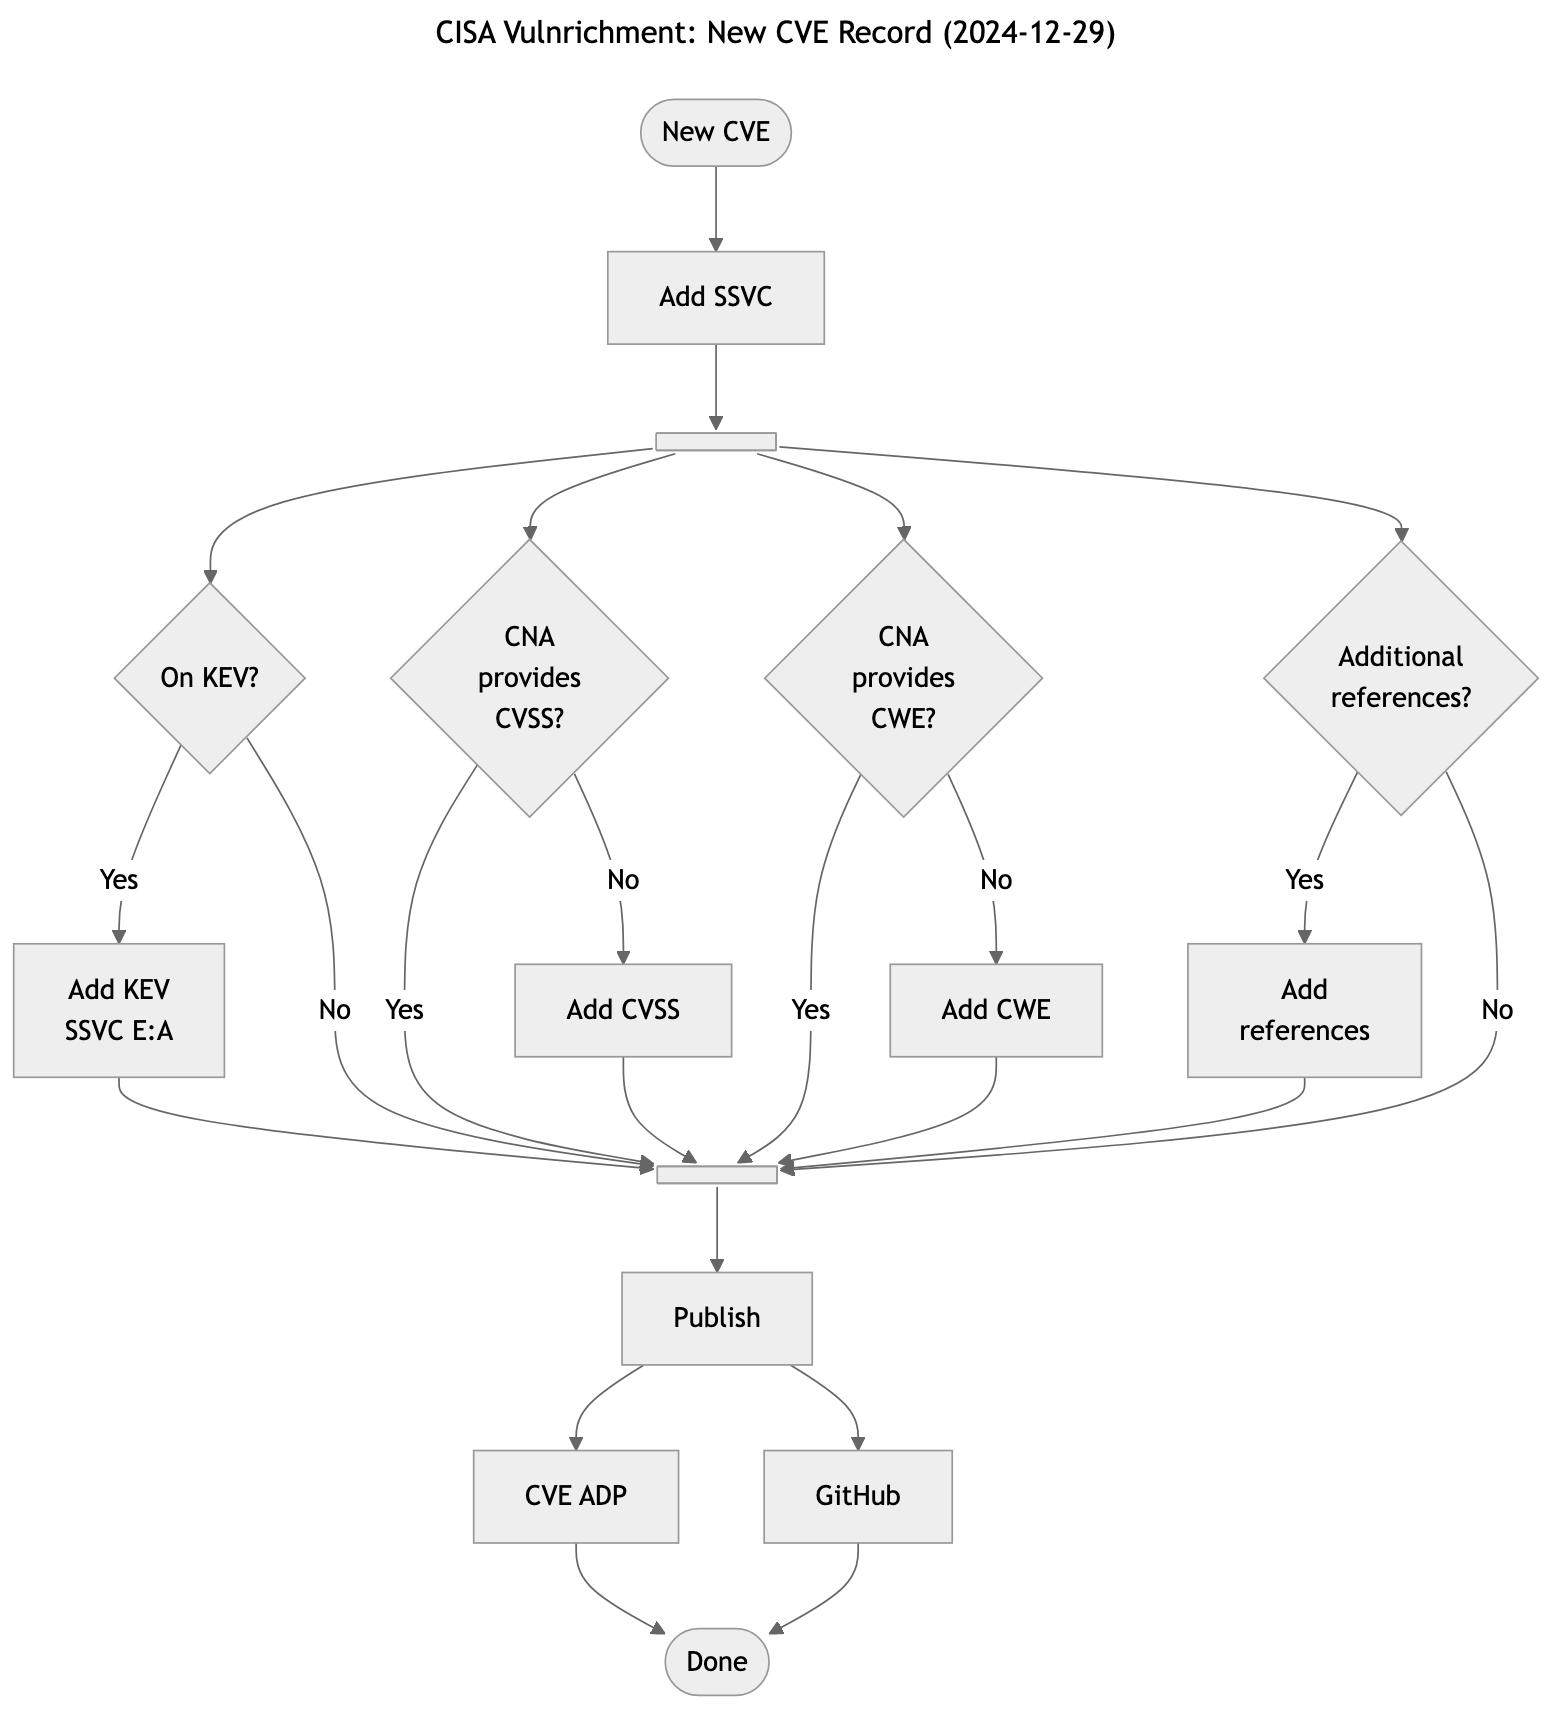 CISA Vulnrichment: New CVE Record (2024-12-29)
New CVE
Add SSVC
On KEV?
CNA
provides
CVSS?
CNA
provides
CWE?
Additional
references?
Yes
No
No
Yes
Add KEV
SSVC E:A
No
Yes
Add CVSS
Yes
Add CWE
Add
references
No
Publish
CVE ADP
GitHub
Done